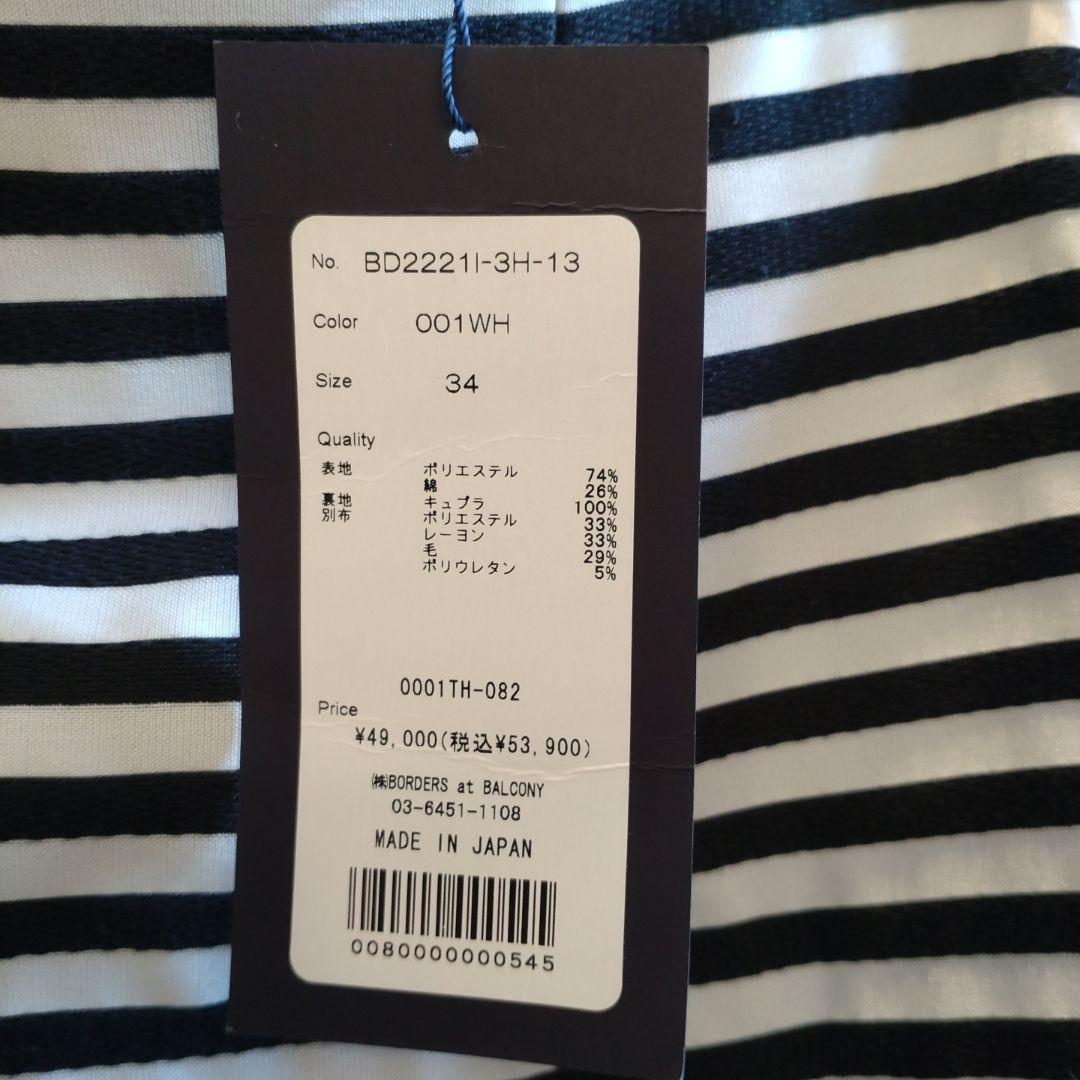 No. BD2221I-3H-13
Color 001WH
Size 34
Quality
表地 ポリエステル 74%
綿 26%
裏地 キュプラ 100%
別布 ポリエステル 33%
レーヨン 33%
毛 29%
ポリウレタン 5%
0001TH-082
Price
¥49,000(税込¥53,900)
㈱BORDERS at BALCONY
03-6451-1108
MADE IN JAPAN
0080000000545